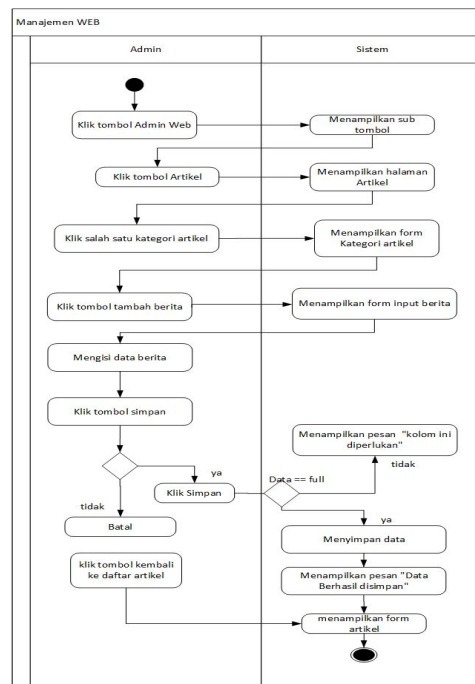 Manajemen WEB
Admin
Sistem
Klik tombol Admin Web
Menampilkan sub
tombol
Klik tombol Artikel
Menampilkan halaman
Artikel
Klik salah satu kategori artikel
Menampilkan form
Kategori artikel
Klik tombol tambah berita
Menampilkan form input berita
Mengisi data berita
Klik tombol simpan
Menampilkan pesan "kolom ini
diperlukan"
tidak
ya
Data == full
Klik Simpan
tidak
Batal
ya
Menyimpan data
klik tombol kembali
ke daftar artikel
Menampilkan pesan "Data
Berhasil disimpan"
menampilkan form
artikel